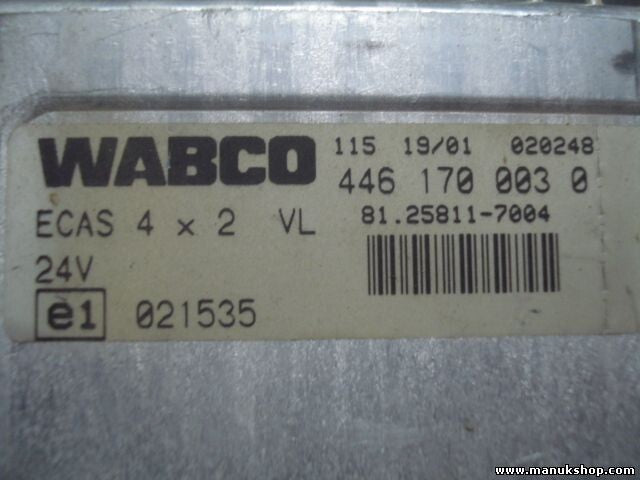 WABCO 115 19/01 020248
446 170 003 0
ECAS 4 x 2 VL 81.25811-7004
24V
e1 021535
www.manukshop.com